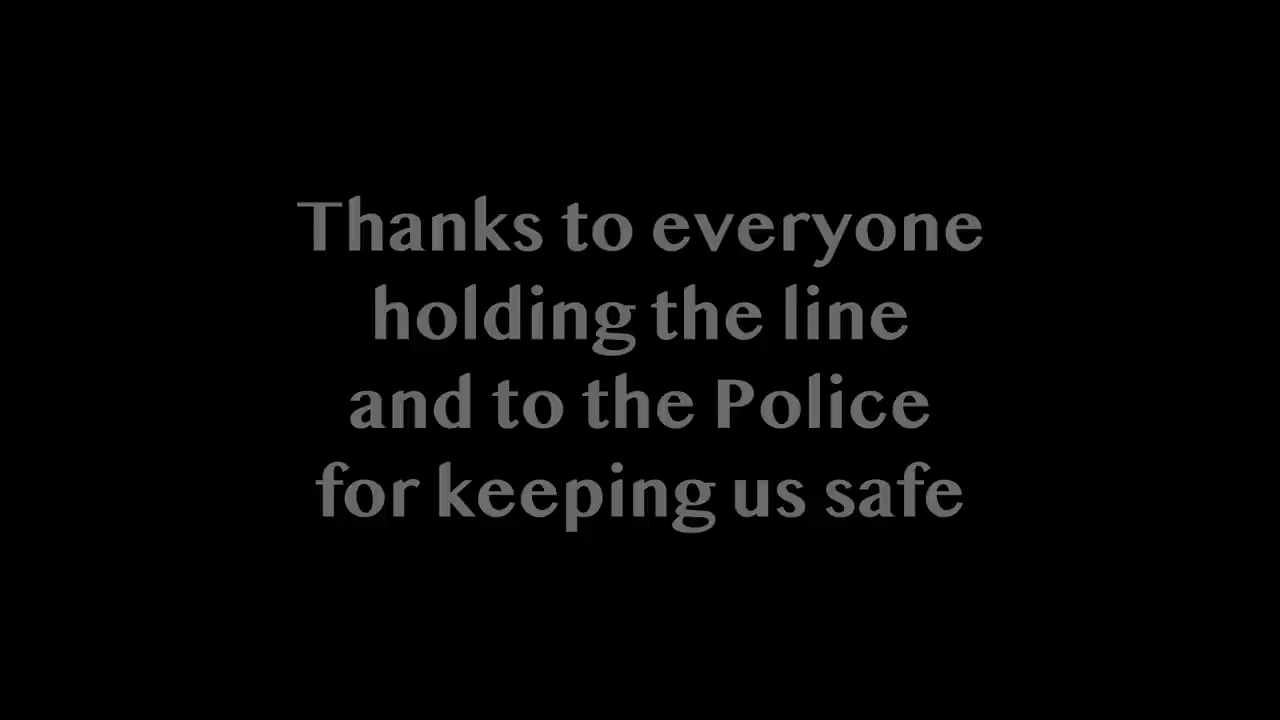 Thanks to everyone
holding the line
and to the Police
for keeping us safe